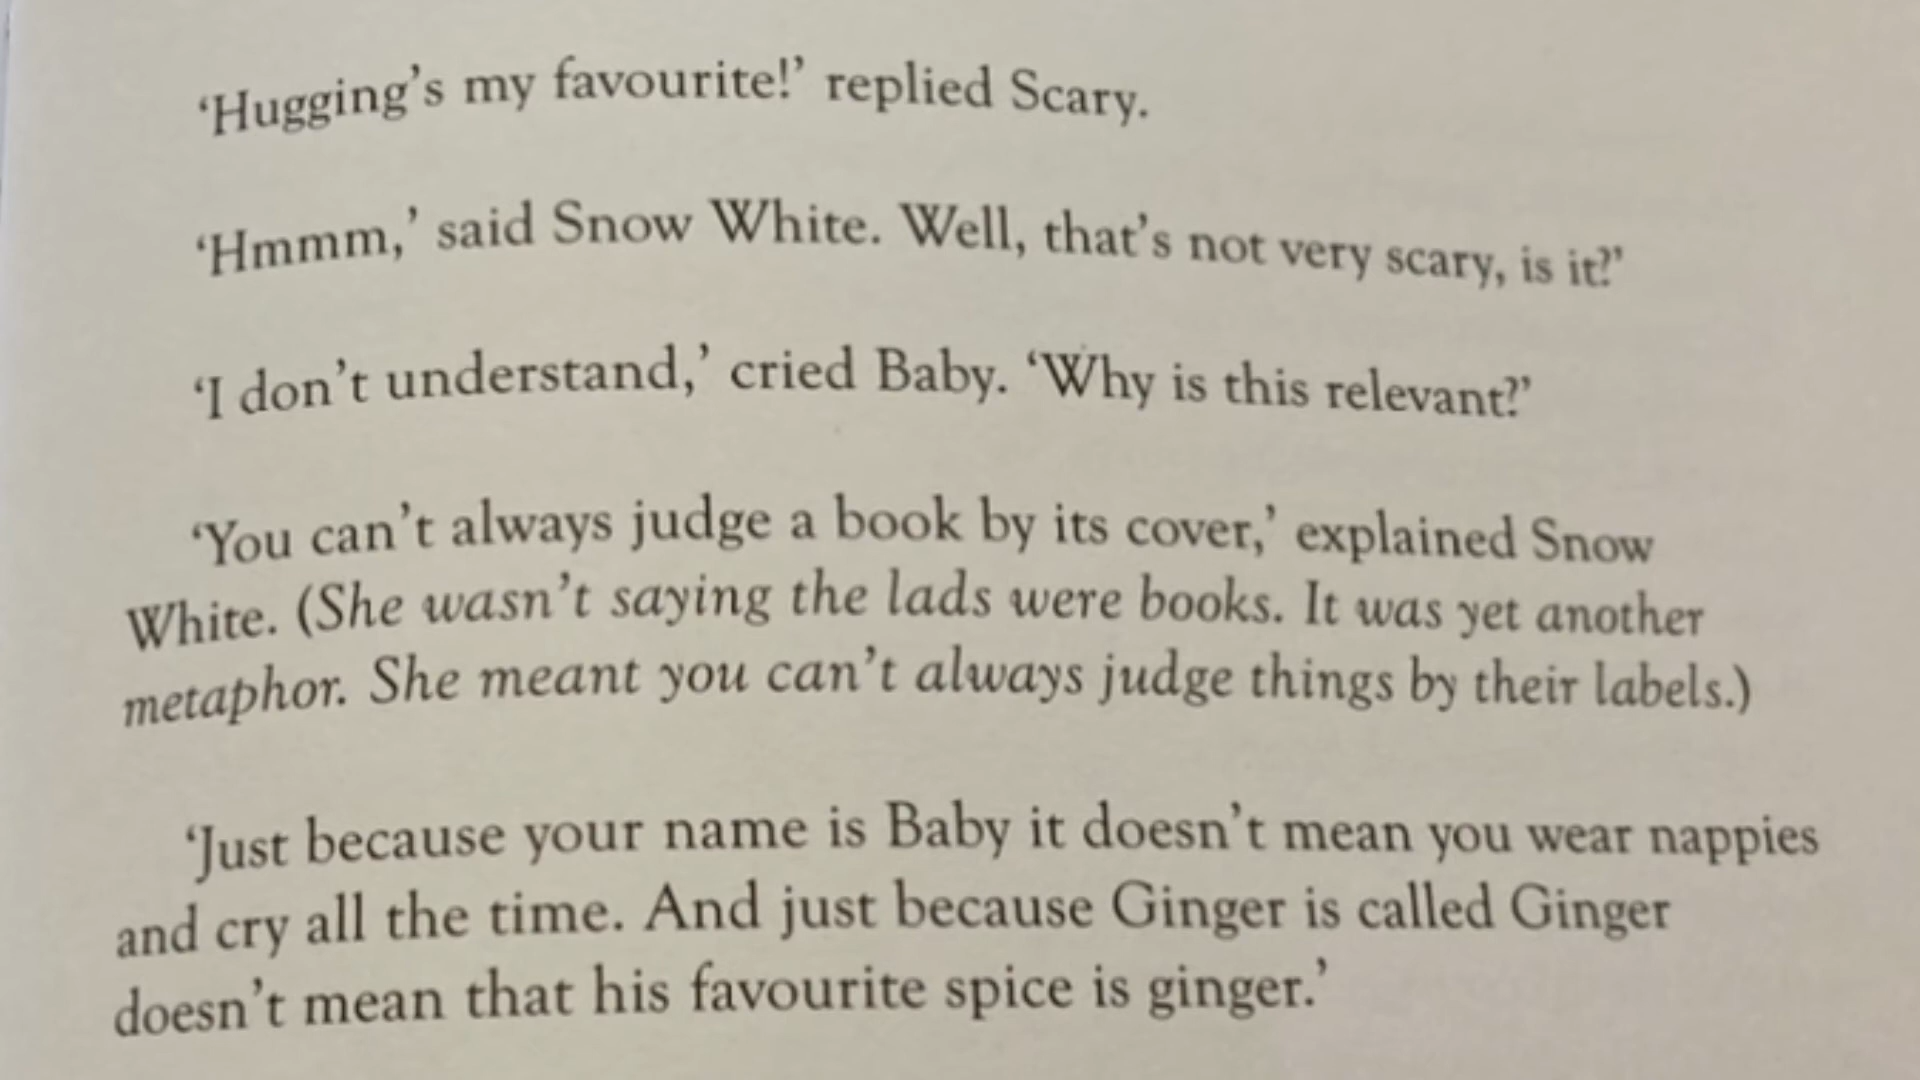 ‘Hugging’s my favourite!’ replied Scary.
‘Hmmm,’ said Snow White. Well, that’s not very scary, is it?’
‘I don’t understand,’ cried Baby. ‘Why is this relevant?’
‘You can’t always judge a book by its cover,’ explained Snow
White. (She wasn’t saying the lads were books. It was yet another
metaphor. She meant you can’t always judge things by their labels.)
‘Just because your name is Baby it doesn’t mean you wear nappies
and cry all the time. And just because Ginger is called Ginger
doesn’t mean that his favourite spice is ginger.’